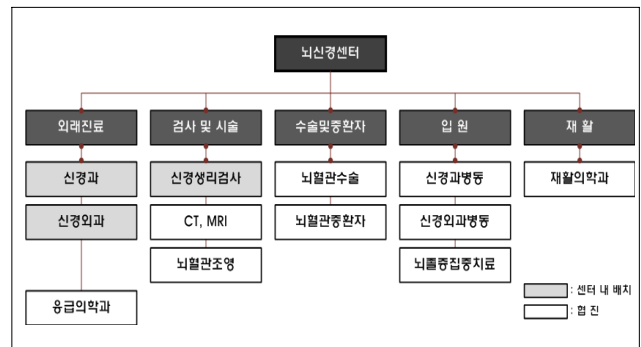 뇌신경센터
외래진료
검사 및 시술
수술및중환자
입 원
재 활
신경과
신경생리검사
뇌혈관수술
신경과병동
재활의학과
신경외과
CT, MRI
뇌혈관중환자
신경외과병동
뇌혈관조영
뇌졸중집중치료
응급의학과
: 센터 내 배치
: 협 진